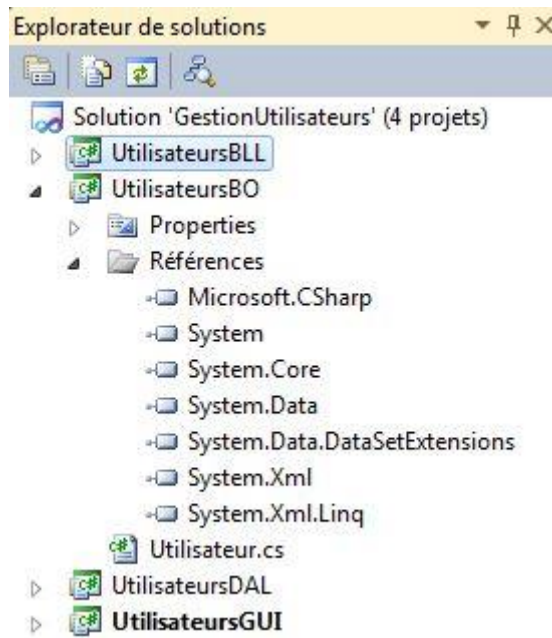 Explorateur de solutions
Solution 'GestionUtilisateurs' (4 projets)
UtilisateursBLL
UtilisateursBO
Properties
Références
Microsoft.CSharp
System
System.Core
System.Data
System.Data.DataSetExtensions
System.Xml
System.Xml.Linq
Utilisateur.cs
UtilisateursDAL
UtilisateursGUI